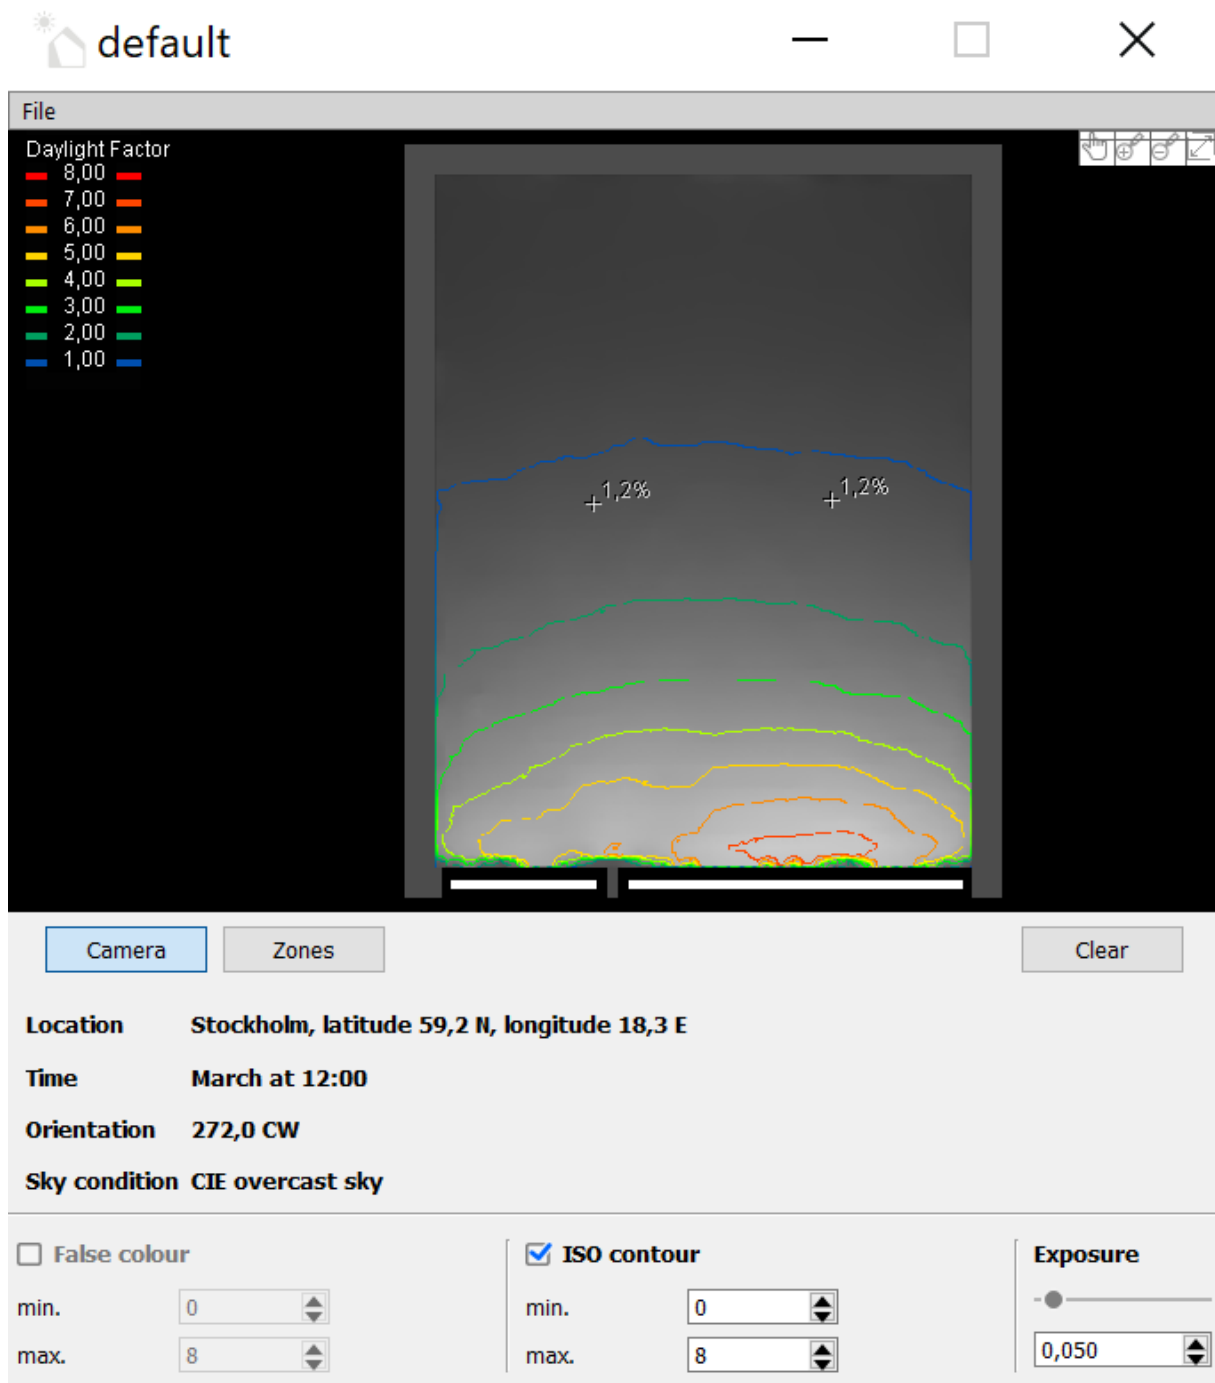 default
File
Daylight Factor
8,00
7,00
6,00
5,00
4,00
3,00
2,00
1,00
1,2% 1,2%
Camera Zones Clear
Location Stockholm, latitude 59,2 N, longitude 18,3 E
Time March at 12:00
Orientation 272,0 CW
Sky condition CIE overcast sky
False colour ISO contour Exposure
min. 0 min. 0
max. 8 max. 8 0,050